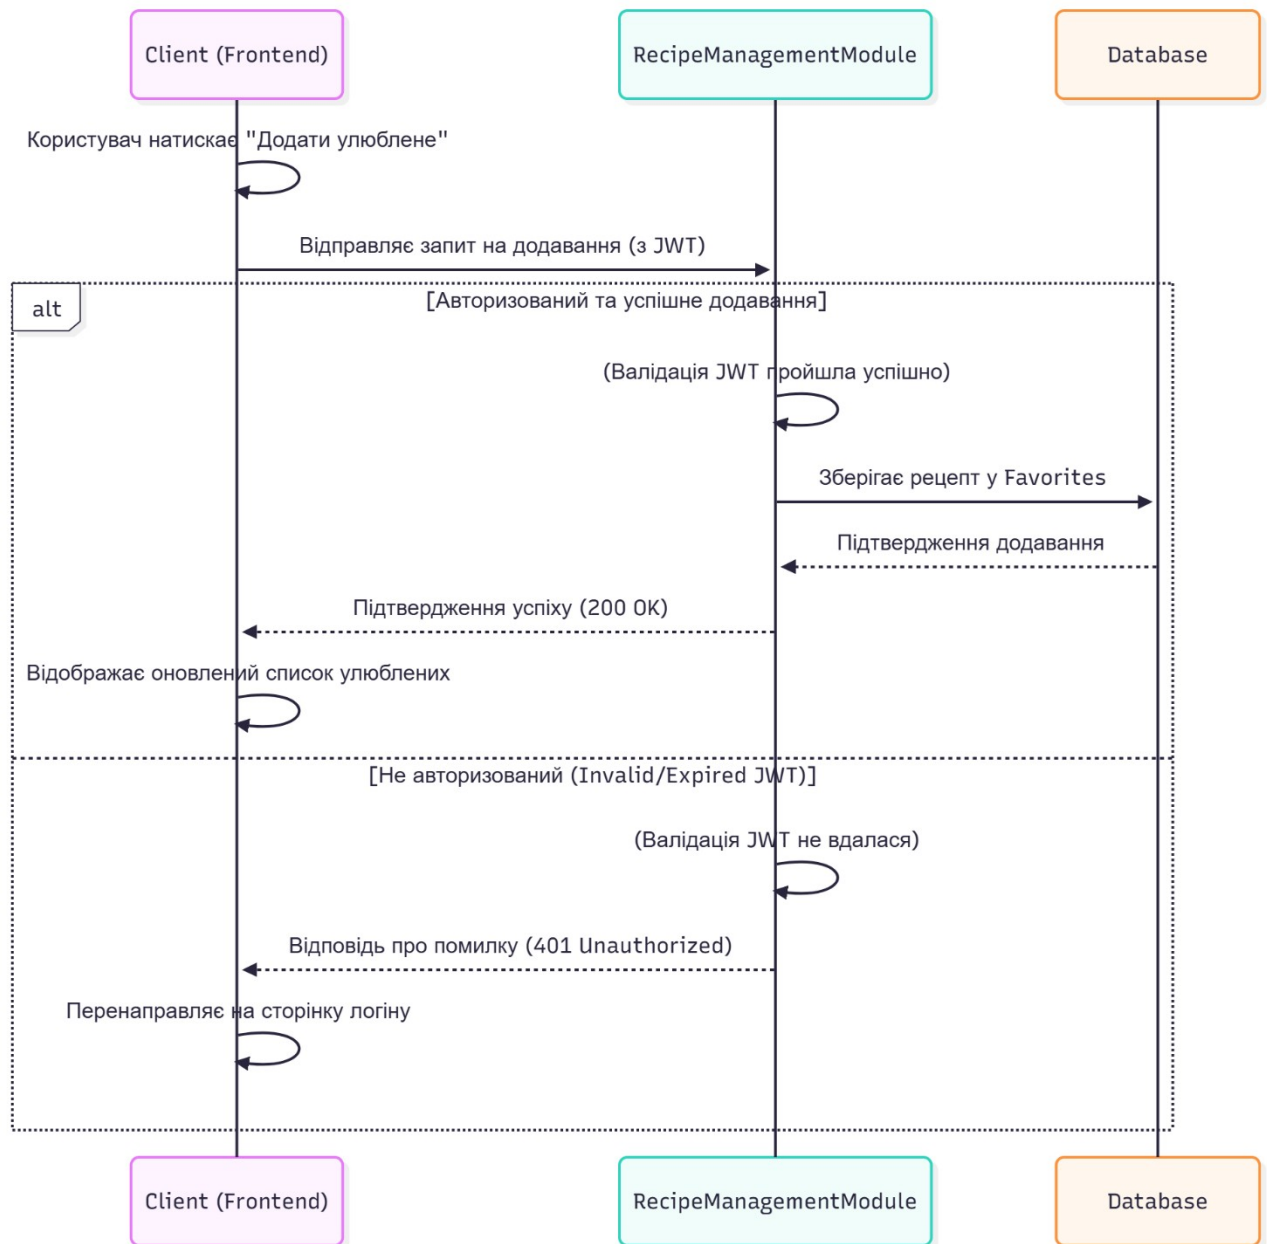 Client (Frontend)
RecipeManagementModule
Database
Користувач натискає "Додати улюблене"
Відправляє запит на додавання (з JWT)
alt
[Авторизований та успішне додавання]
(Валідація JWT пройшла успішно)
Зберігає рецепт у Favorites
Підтвердження додавання
Підтвердження успіху (200 OK)
Відображає оновлений список улюблених
[Не авторизований (Invalid/Expired JWT)]
(Валідація JWT не вдалася)
Відповідь про помилку (401 Unauthorized)
Перенаправляє на сторінку логіну
Client (Frontend)
RecipeManagementModule
Database